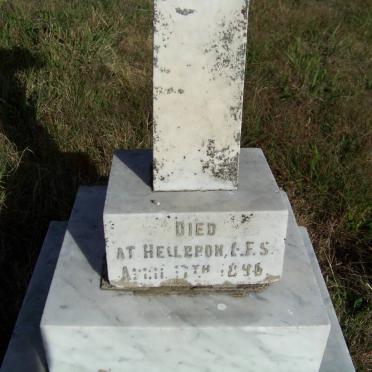 DIED
AT HEILBRON, O.F.S.
APRIL 17TH 1896